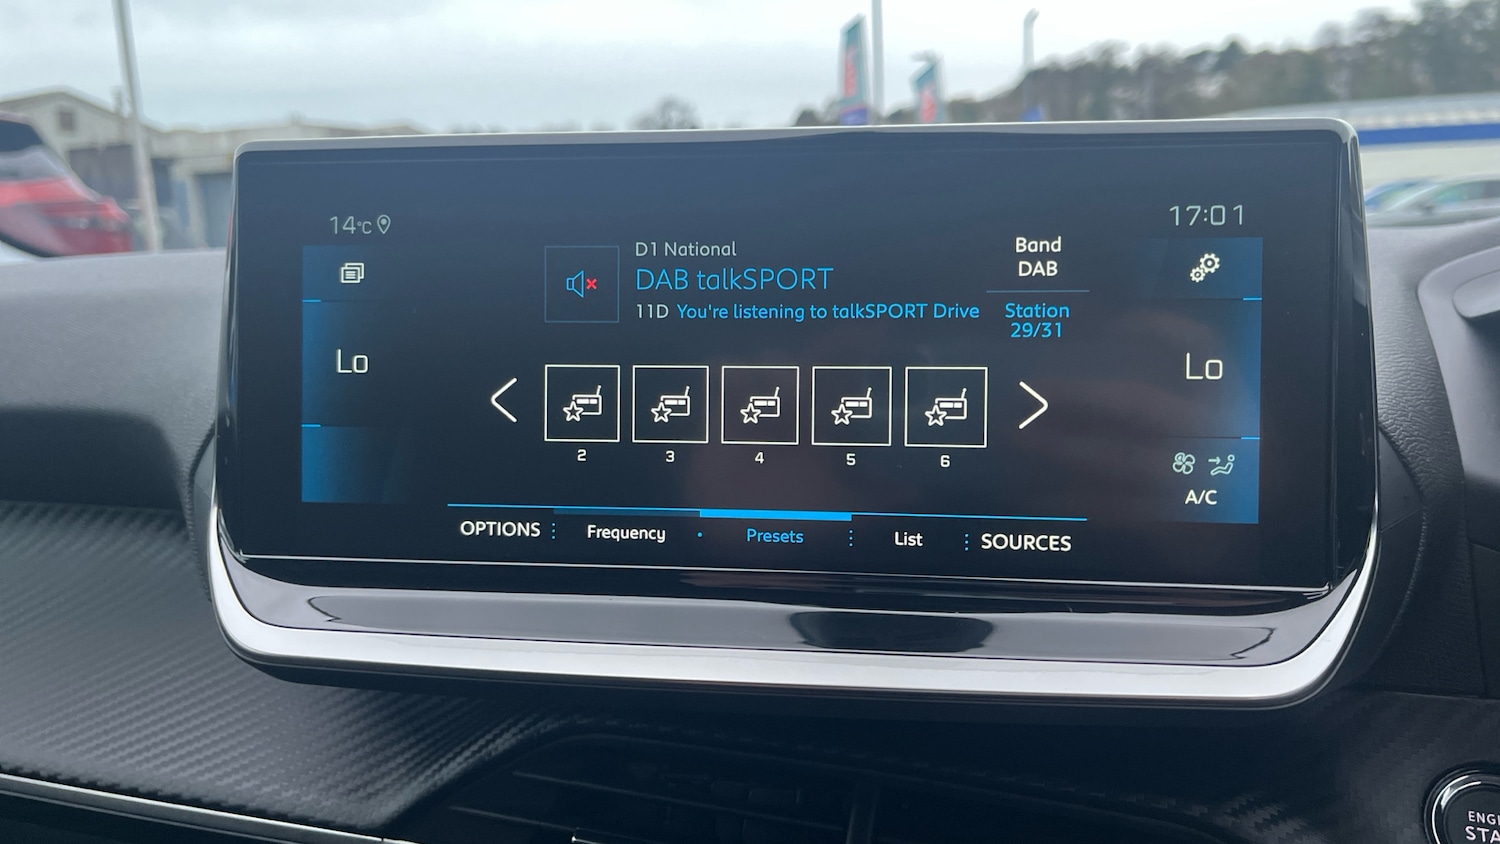 14°C
17:01
D1 National
DAB talkSPORT
11D You're listening to talkSPORT Drive
Band
DAB
Station
29/31
Lo
Lo
2 3 4 5 6
A/C
OPTIONS Frequency Presets List SOURCES